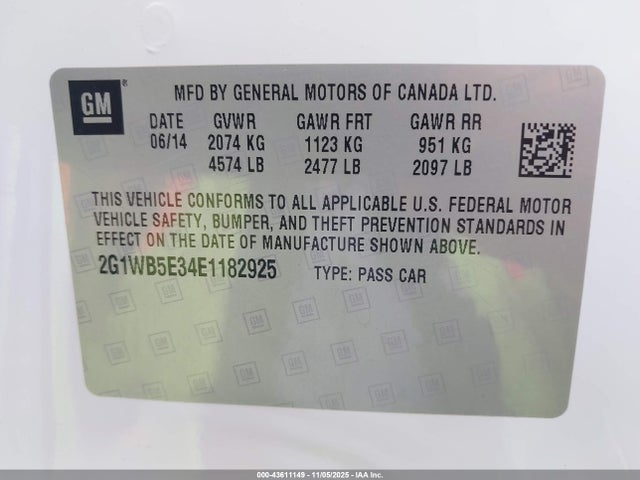 GM
MFD BY GENERAL MOTORS OF CANADA LTD.
DATE GVWR GAWR FRT GAWR RR
06/14 2074 KG 1123 KG 951 KG
4574 LB 2477 LB 2097 LB
THIS VEHICLE CONFORMS TO ALL APPLICABLE U.S. FEDERAL MOTOR
VEHICLE SAFETY, BUMPER, AND THEFT PREVENTION STANDARDS IN
EFFECT ON THE DATE OF MANUFACTURE SHOWN ABOVE.
2G1WB5E34E1182925 TYPE: PASS CAR
000-43611149 - 11/05/2025 - IAAI, Inc.